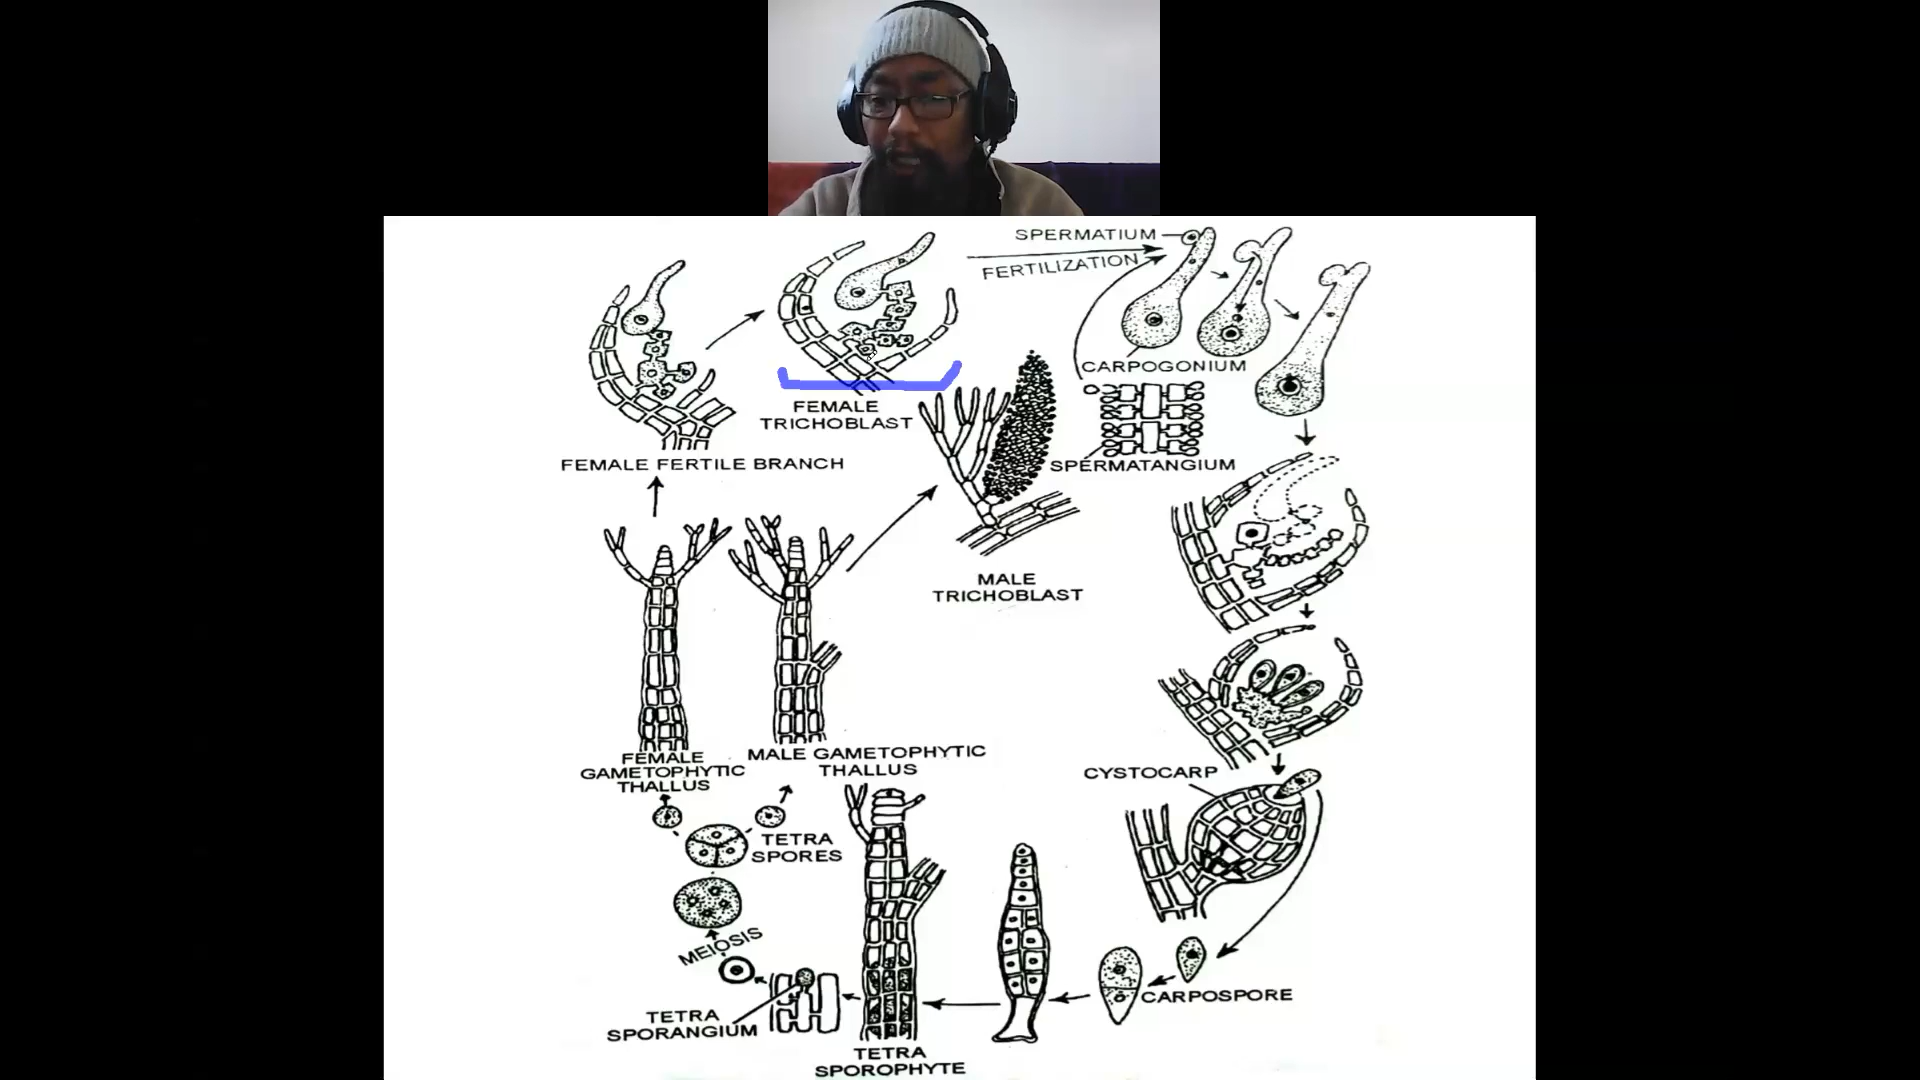 SPERMATIUM
FERTILIZATION
CARPOGONIUM
FEMALE
TRICHOBLAST
FEMALE FERTILE BRANCH
SPERMATANGIUM
MALE
TRICHOBLAST
FEMALE
GAMETOPHYTIC
THALLUS
MALE GAMETOPHYTIC
THALLUS
CYSTOCARP
TETRA
SPORES
MEIOSIS
CARPOSPORE
TETRA
SPORANGIUM
TETRA
SPOROPHYTE